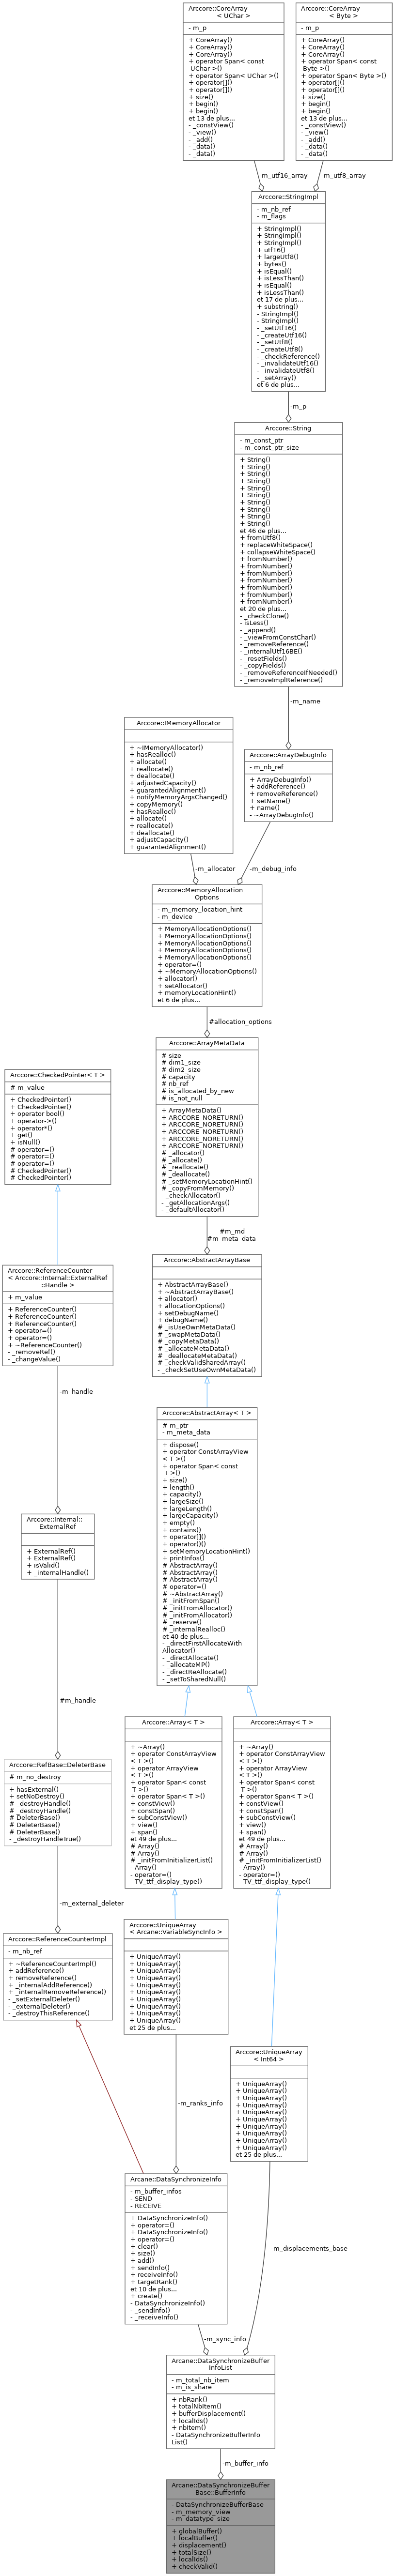 Arccore::CoreArray
< UChar >
- m_p
+ CoreArray()
+ CoreArray()
+ CoreArray()
+ operator Span< const
UChar >()
+ operator Span< UChar >()
+ operator[]()
+ operator[]()
+ size()
+ begin()
+ begin()
et 13 de plus...
- _constView()
- _view()
- _add()
- _data()
- _data()
Arccore::CoreArray
< Byte >
- m_p
+ CoreArray()
+ CoreArray()
+ CoreArray()
+ operator Span< const
Byte >()
+ operator Span< Byte >()
+ operator[]()
+ operator[]()
+ size()
+ begin()
+ begin()
et 13 de plus...
- _constView()
- _view()
- _add()
- _data()
- _data()
-m_utf16_array
-m_utf8_array
Arccore::StringImpl
- m_nb_ref
- m_flags
+ StringImpl()
+ StringImpl()
+ StringImpl()
+ utf16()
+ largeUtf8()
+ bytes()
+ isEqual()
+ isLessThan()
+ isEqual()
+ isLessThan()
et 17 de plus...
+ substring()
- StringImpl()
- StringImpl()
- _setUtf16()
- _createUtf16()
- _setUtf8()
- _createUtf8()
- _checkReference()
- _invalidateUtf16()
- _invalidateUtf8()
- _setArray()
et 6 de plus...
-m_p
Arccore::String
- m_const_ptr
- m_const_ptr_size
+ String()
+ String()
+ String()
+ String()
+ String()
+ String()
+ String()
+ String()
+ String()
+ String()
et 46 de plus...
+ fromUtf8()
+ replaceWhiteSpace()
+ collapseWhiteSpace()
+ fromNumber()
+ fromNumber()
+ fromNumber()
+ fromNumber()
+ fromNumber()
+ fromNumber()
+ fromNumber()
et 20 de plus...
- _checkClone()
- isLess()
- _append()
- _viewFromConstChar()
- _removeReference()
- _internalUtf16BE()
- _resetFields()
- _copyFields()
- _removeReferenceIfNeeded()
- _removeImplReference()
-m_name
Arccore::IMemoryAllocator
+ ~IMemoryAllocator()
+ hasRealloc()
+ allocate()
+ reallocate()
+ deallocate()
+ adjustedCapacity()
+ guarantedAlignment()
+ notifyMemoryArgsChanged()
+ copyMemory()
+ hasRealloc()
+ allocate()
+ reallocate()
+ deallocate()
+ adjustCapacity()
+ guarantedAlignment()
Arccore::ArrayDebugInfo
- m_nb_ref
+ ArrayDebugInfo()
+ addReference()
+ removeReference()
+ setName()
+ name()
- ~ArrayDebugInfo()
-m_allocator
-m_debug_info
Arccore::MemoryAllocation
Options
- m_memory_location_hint
- m_device
+ MemoryAllocationOptions()
+ MemoryAllocationOptions()
+ MemoryAllocationOptions()
+ MemoryAllocationOptions()
+ MemoryAllocationOptions()
+ operator=()
+ ~MemoryAllocationOptions()
+ allocator()
+ setAllocator()
+ memoryLocationHint()
et 6 de plus...
#allocation_options
Arccore::ArrayMetaData
# size
# dim1_size
# dim2_size
# capacity
# nb_ref
# is_allocated_by_new
# is_not_null
+ ArrayMetaData()
+ ARCCORE_NORETURN()
+ ARCCORE_NORETURN()
+ ARCCORE_NORETURN()
+ ARCCORE_NORETURN()
+ ARCCORE_NORETURN()
# _allocator()
# _allocate()
# _reallocate()
# _deallocate()
# _setMemoryLocationHint()
# _copyFromMemory()
- _checkAllocator()
- _getAllocationArgs()
- _defaultAllocator()
#m_md
#m_meta_data
Arccore::AbstractArrayBase
+ AbstractArrayBase()
+ ~AbstractArrayBase()
+ allocator()
+ allocationOptions()
+ setDebugName()
+ debugName()
# _isUseOwnMetaData()
# _swapMetaData()
# _copyMetaData()
# _allocateMetaData()
# _deallocateMetaData()
# _checkValidSharedArray()
- _checkSetUseOwnMetaData()
Arccore::AbstractArray< T >
# m_ptr
- m_meta_data
+ dispose()
+ operator ConstArrayView
< T >()
+ operator Span< const
T >()
+ size()
+ length()
+ capacity()
+ largeSize()
+ largeLength()
+ largeCapacity()
+ empty()
+ contains()
+ operator[]()
+ operator()()
+ setMemoryLocationHint()
+ printInfos()
# AbstractArray()
# AbstractArray()
# AbstractArray()
# operator=()
# ~AbstractArray()
# _initFromSpan()
# _initFromAllocator()
# _initFromAllocator()
# _reserve()
# _internalRealloc()
et 40 de plus...
- _directFirstAllocateWith
Allocator()
- _directAllocate()
- _allocateMP()
- _directReAllocate()
- _setToSharedNull()
Arccore::CheckedPointer< T >
# m_value
+ CheckedPointer()
+ CheckedPointer()
+ operator bool()
+ operator->()
+ operator*()
+ get()
+ isNull()
# operator=()
# operator=()
# operator=()
# CheckedPointer()
# CheckedPointer()
Arccore::ReferenceCounter
< Arccore::Internal::ExternalRef
::Handle >
+ m_value
+ ReferenceCounter()
+ ReferenceCounter()
+ ReferenceCounter()
+ operator=()
+ operator=()
+ ~ReferenceCounter()
- _removeRef()
- _changeValue()
-m_handle
Arccore::Internal::
ExternalRef
+ ExternalRef()
+ ExternalRef()
+ isValid()
+ _internalHandle()
#m_handle
Arccore::RefBase::DeleterBase
# m_no_destroy
+ hasExternal()
+ setNoDestroy()
# _destroyHandle()
# _destroyHandle()
# DeleterBase()
# DeleterBase()
# DeleterBase()
- _destroyHandleTrue()
-m_external_deleter
Arccore::ReferenceCounterImpl
- m_nb_ref
+ ~ReferenceCounterImpl()
+ addReference()
+ removeReference()
+ _internalAddReference()
+ _internalRemoveReference()
- _setExternalDeleter()
- _externalDeleter()
- _destroyThisReference()
Arccore::Array< T >
+ ~Array()
+ operator ConstArrayView
< T >()
+ operator ArrayView
< T >()
+ operator Span< const
T >()
+ operator Span< T >()
+ constView()
+ constSpan()
+ subConstView()
+ view()
+ span()
et 49 de plus...
# Array()
# Array()
# _initFromInitializerList()
- Array()
- operator=()
- TV_ttf_display_type()
Arccore::Array< T >
+ ~Array()
+ operator ConstArrayView
< T >()
+ operator ArrayView
< T >()
+ operator Span< const
T >()
+ operator Span< T >()
+ constView()
+ constSpan()
+ subConstView()
+ view()
+ span()
et 49 de plus...
# Array()
# Array()
# _initFromInitializerList()
- Array()
- operator=()
- TV_ttf_display_type()
Arccore::UniqueArray
< Arcane::VariableSyncInfo >
+ UniqueArray()
+ UniqueArray()
+ UniqueArray()
+ UniqueArray()
+ UniqueArray()
+ UniqueArray()
+ UniqueArray()
+ UniqueArray()
+ UniqueArray()
+ UniqueArray()
et 25 de plus...
Arccore::UniqueArray
< Int64 >
+ UniqueArray()
+ UniqueArray()
+ UniqueArray()
+ UniqueArray()
+ UniqueArray()
+ UniqueArray()
+ UniqueArray()
+ UniqueArray()
+ UniqueArray()
+ UniqueArray()
et 25 de plus...
-m_ranks_info
Arcane::DataSynchronizeInfo
- m_buffer_infos
- SEND
- RECEIVE
+ DataSynchronizeInfo()
+ operator=()
+ DataSynchronizeInfo()
+ operator=()
+ clear()
+ size()
+ add()
+ sendInfo()
+ receiveInfo()
+ targetRank()
et 10 de plus...
+ create()
- DataSynchronizeInfo()
- _sendInfo()
- _receiveInfo()
-m_displacements_base
-m_sync_info
Arcane::DataSynchronizeBuffer
InfoList
- m_total_nb_item
- m_is_share
+ nbRank()
+ totalNbItem()
+ bufferDisplacement()
+ localIds()
+ nbItem()
- DataSynchronizeBufferInfo
List()
-m_buffer_info
Arcane::DataSynchronizeBuffer
Base::BufferInfo
- DataSynchronizeBufferBase
- m_memory_view
- m_datatype_size
+ globalBuffer()
+ localBuffer()
+ displacement()
+ totalSize()
+ localIds()
+ checkValid()